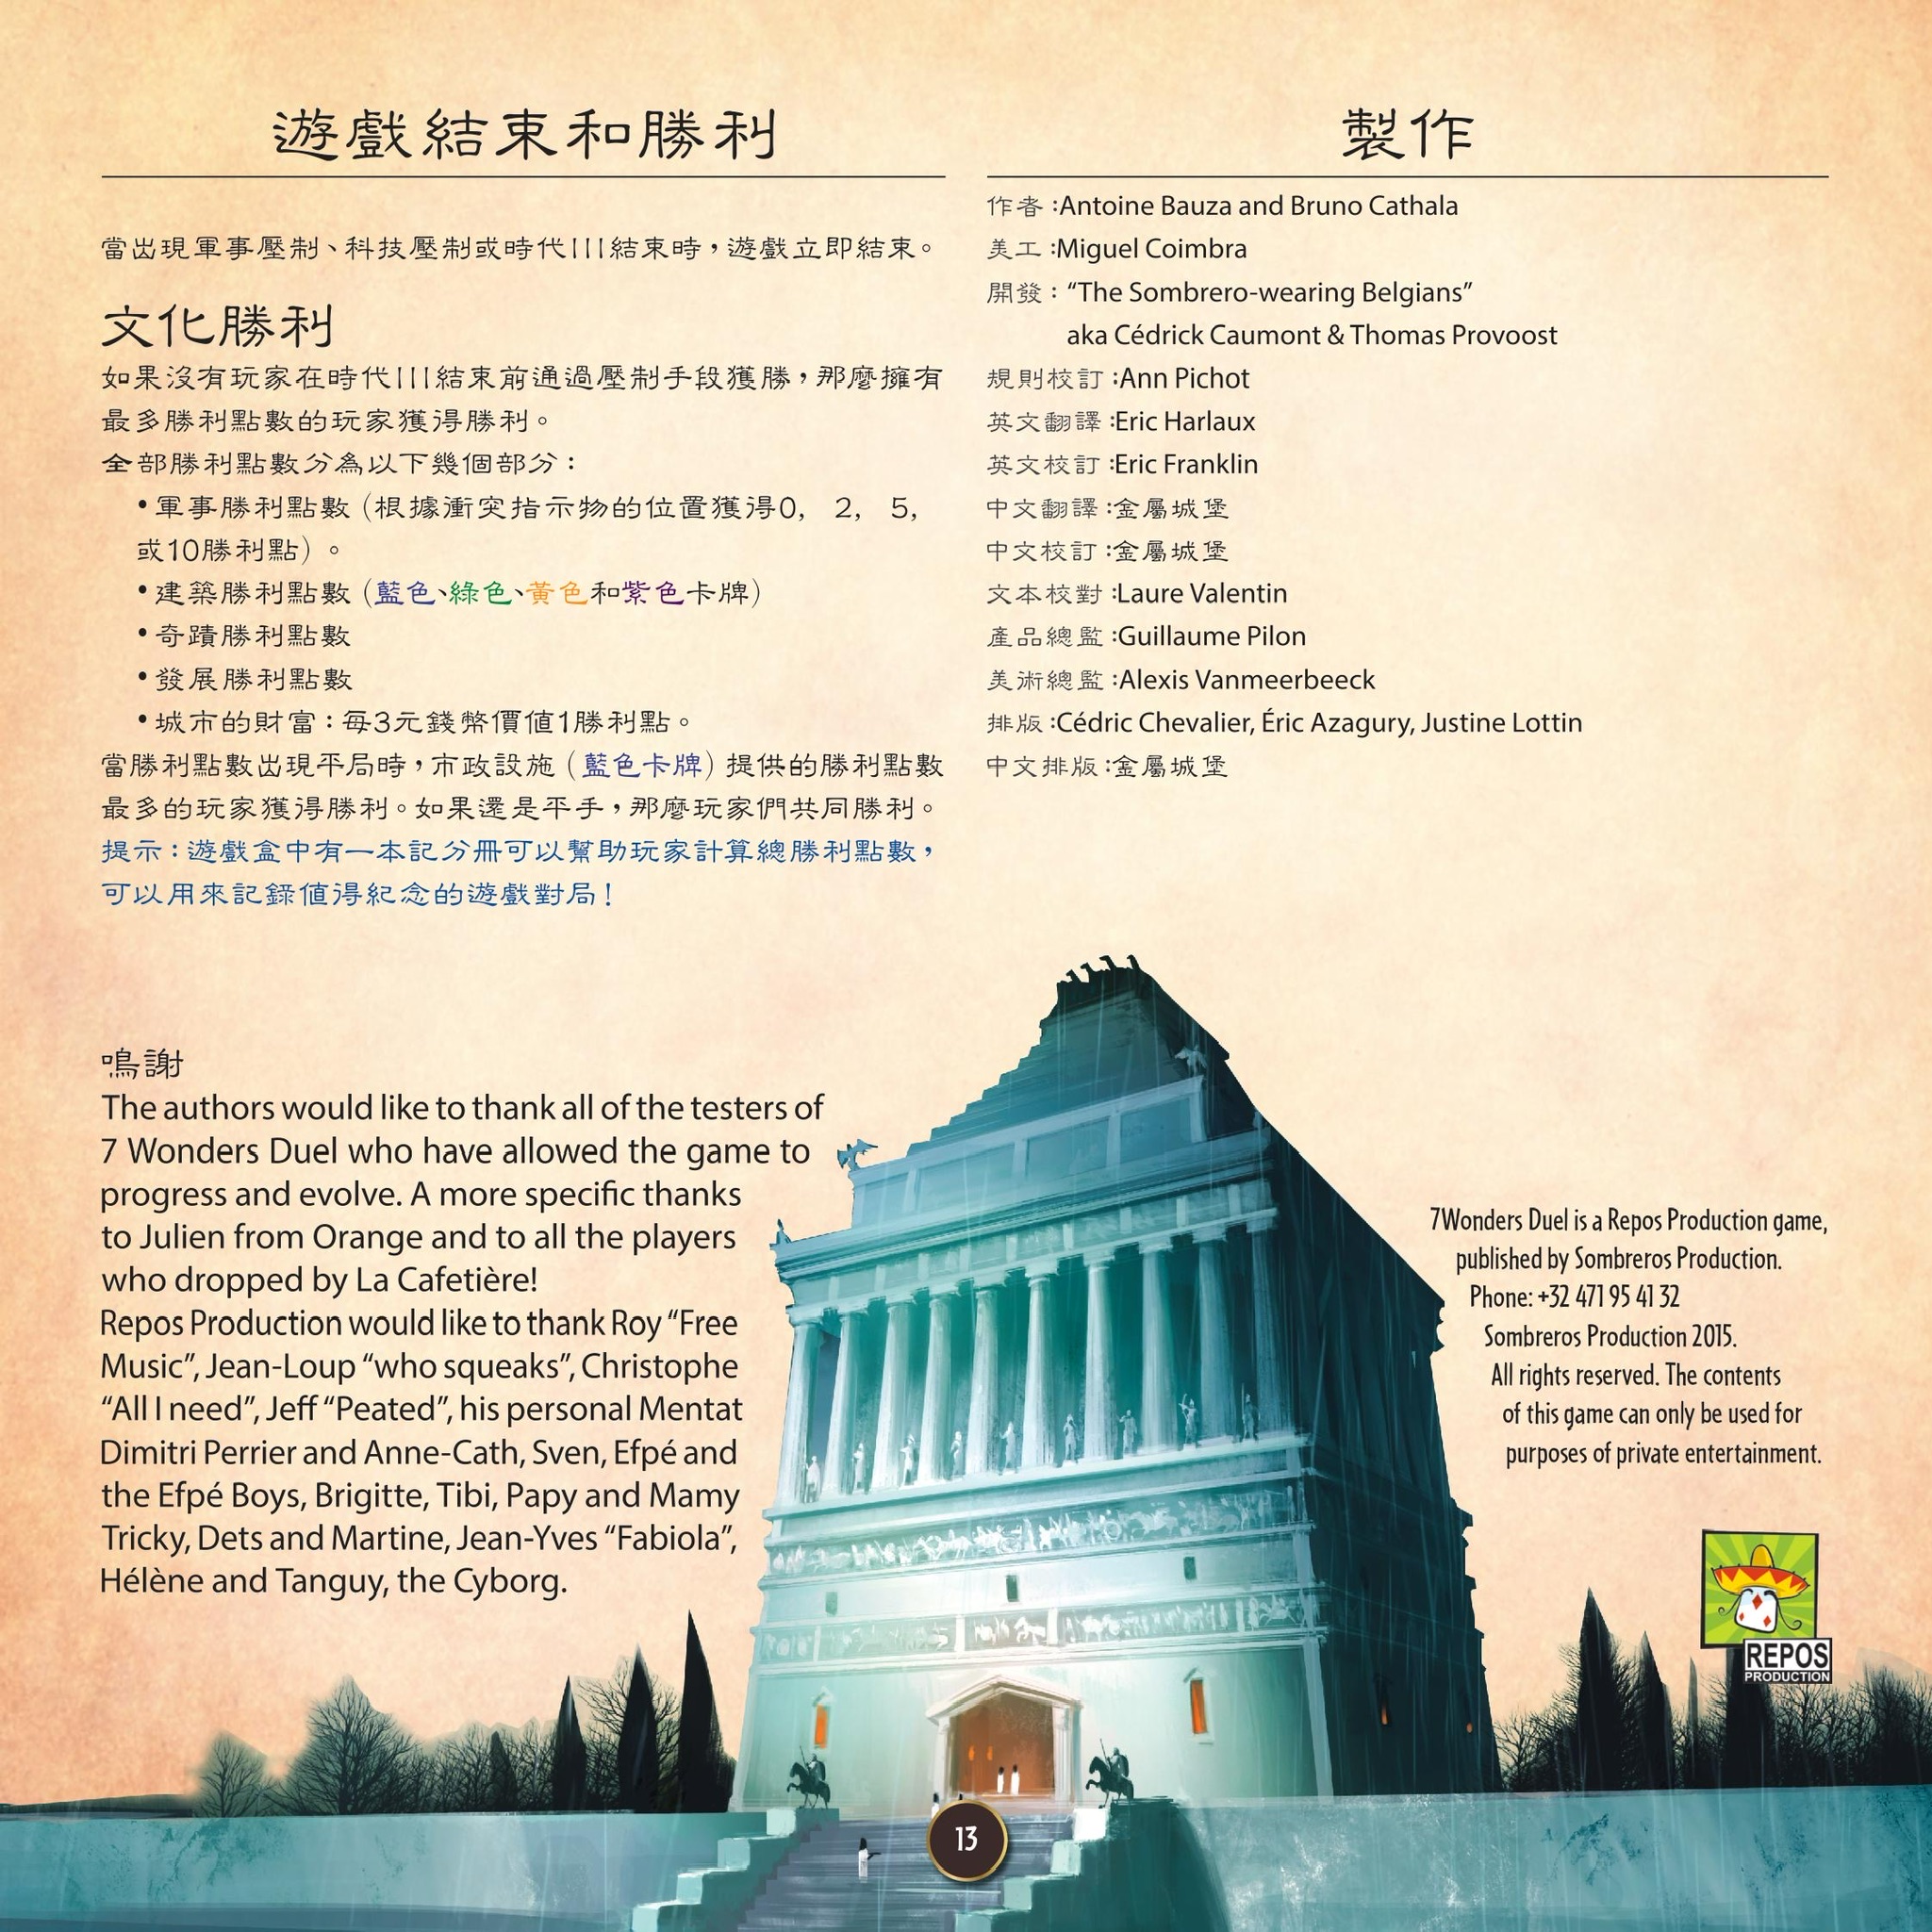 遊戲結束和勝利
當出現軍事壓制、科技壓制或時代III結束時，遊戲立即結束。
文化勝利
如果沒有玩家在時代III結束前通過壓制手段獲勝，那麼擁有
最多勝利點數的玩家獲得勝利。
全部勝利點數分為以下幾個部分：
•軍事勝利點數（根據衝突指示物的位置獲得0, 2, 5,
或10勝利點）。
•建築勝利點數（藍色、綠色、黃色和紫色卡牌）
•奇蹟勝利點數
•發展勝利點數
•城市的財富：每3元錢幣價值1勝利點。
當勝利點數出現平局時，市政設施（藍色卡牌）提供的勝利點數
最多的玩家獲得勝利。如果還是平手，那麼玩家們共同勝利。
提示：遊戲盒中有一本記分冊可以幫助玩家計算總勝利點數，
可以用來記錄值得紀念的遊戲對局！
鳴謝
The authors would like to thank all of the testers of
7 Wonders Duel who have allowed the game to
progress and evolve. A more specific thanks
to Julien from Orange and to all the players
who dropped by La Cafetière!
Repos Production would like to thank Roy “Free
Music”, Jean-Loup “who squeaks”, Christophe
“All I need”, Jeff “Peated”, his personal Mentat
Dimitri Perrier and Anne-Cath, Sven, Efpé and
the Efpé Boys, Brigitte, Tibi, Papy and Mamy
Tricky, Dets and Martine, Jean-Yves “Fabiola”,
Hélène and Tanguy, the Cyborg.
製作
作者：Antoine Bauza and Bruno Cathala
美工：Miguel Coimbra
開發：“The Sombrero-wearing Belgians”
aka Cédrick Caumont & Thomas Provoost
規則校訂：Ann Pichot
英文翻譯：Eric Harlaux
英文校訂：Eric Franklin
中文翻譯：金屬城堡
中文校訂：金屬城堡
文本校對：Laure Valentin
產品總監：Guillaume Pilon
美術總監：Alexis Vanmeerbeeck
排版：Cédric Chevalier, Éric Azagury, Justine Lottin
中文排版：金屬城堡
7Wonders Duel is a Repos Production game,
published by Sombreros Production.
Phone: +32 471 95 41 32
Sombreros Production 2015.
All rights reserved. The contents
of this game can only be used for
purposes of private entertainment.
REPOS
PRODUCTION
13